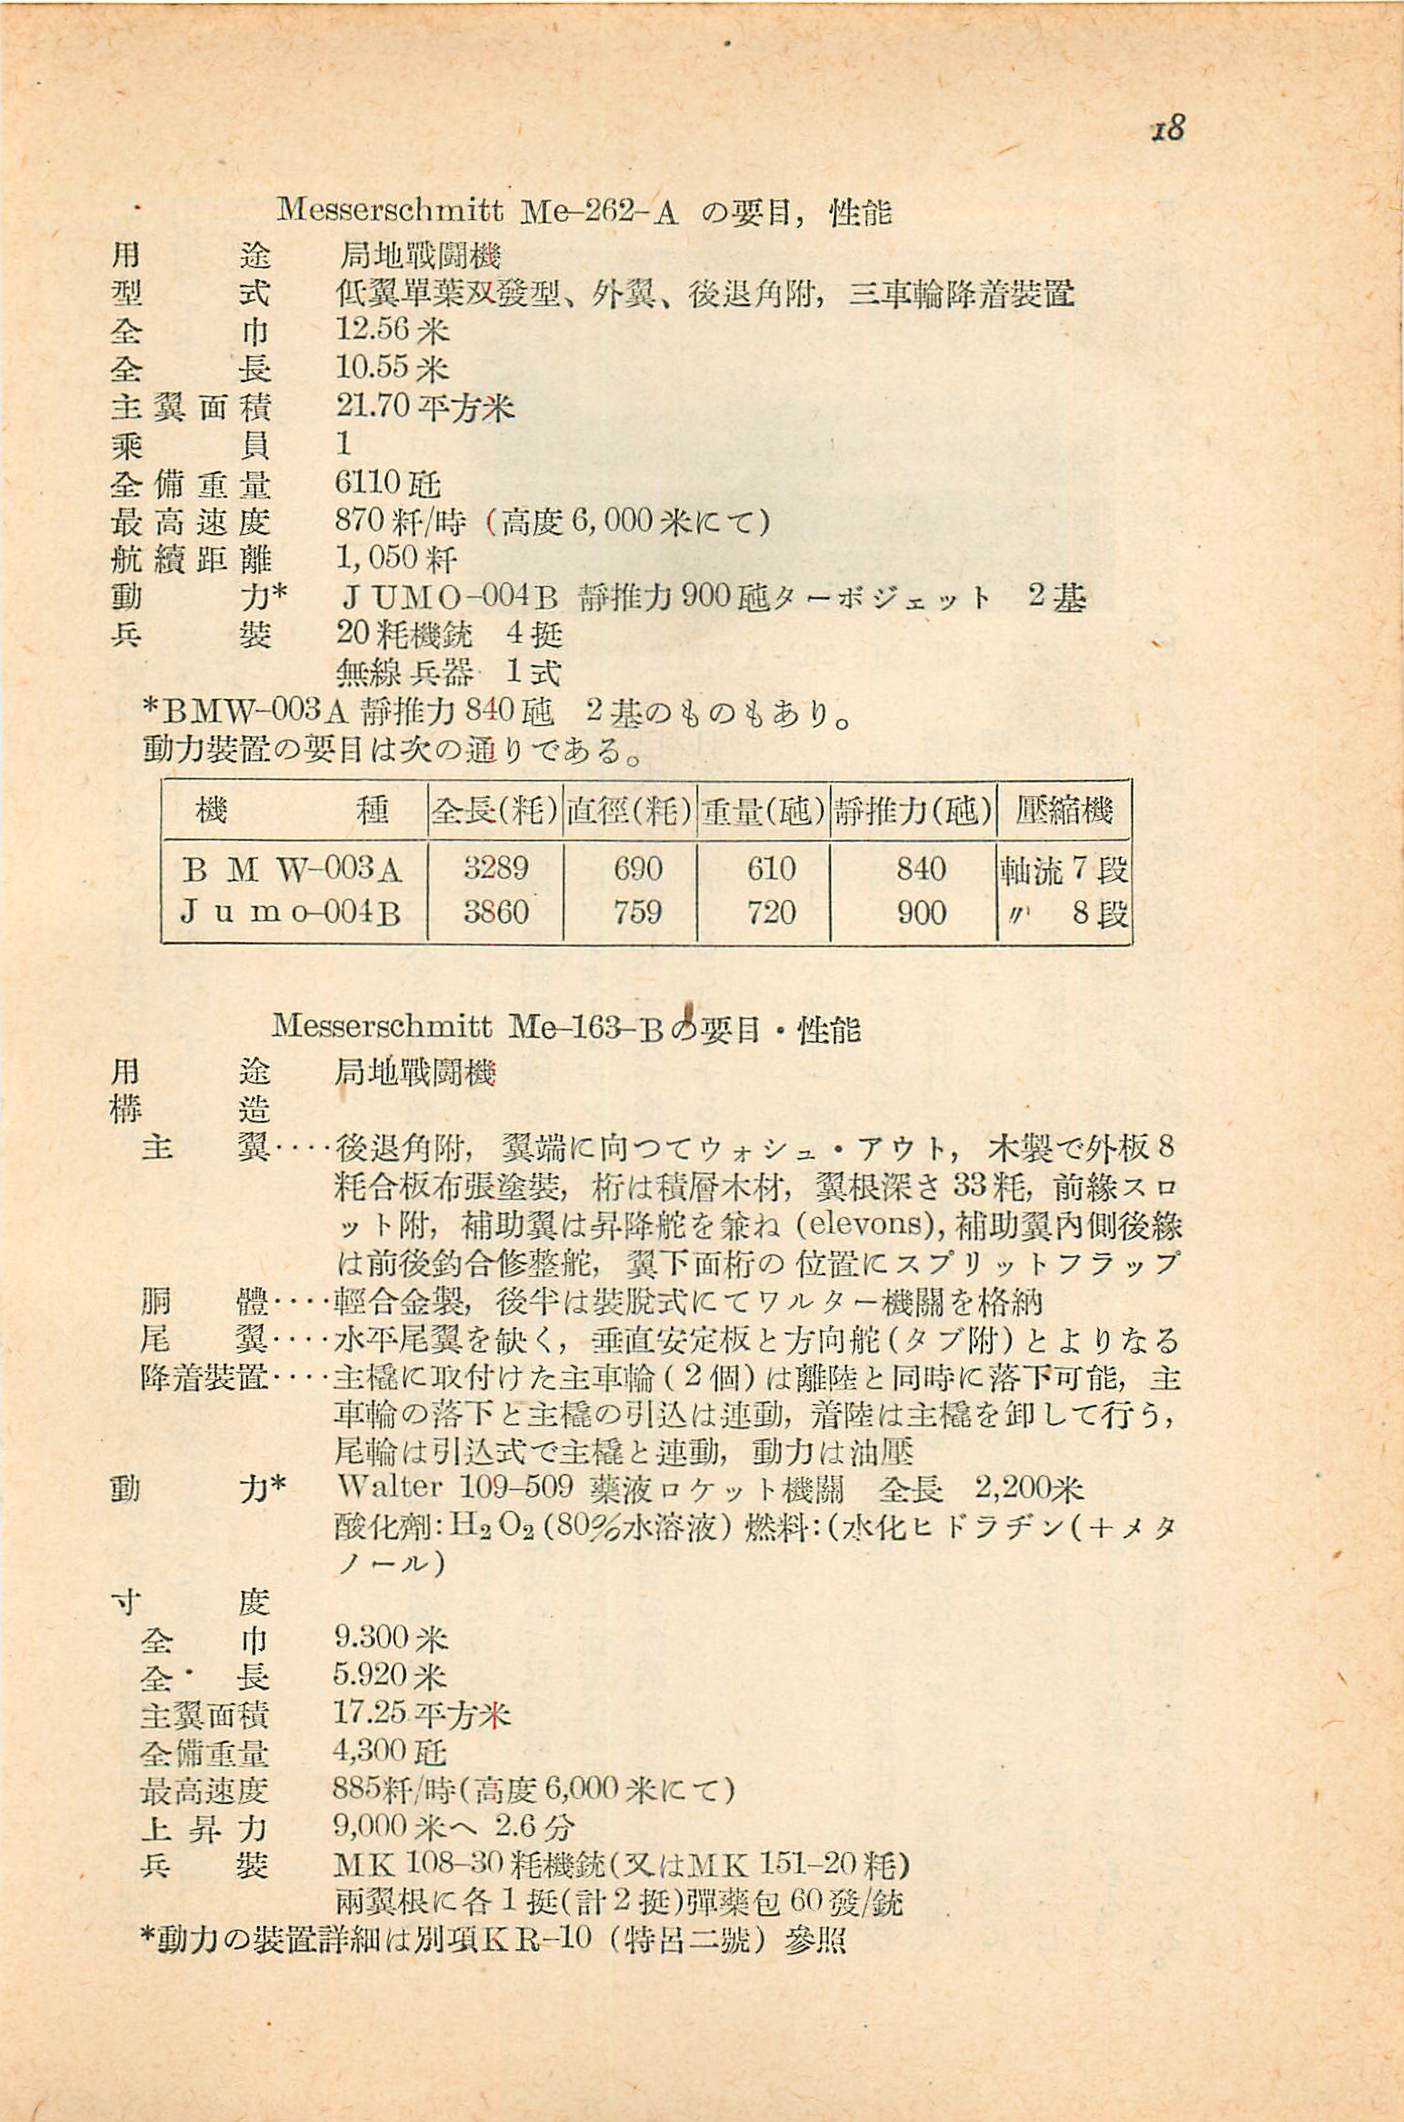 18
Messerschmitt Me-262-A の要目, 性能
用途 局地戰鬪機
型式 低翼單葉双發型、外翼、後退角附, 三車輪降着裝置
全巾 12.56米
全長 10.55米
主翼面積 21.70平方米
乘員 1
全備重量 6110瓩
最高速度 870粁/時 (高度6,000米にて)
航續距離 1,050粁
動力* JUMO-004B 靜推力900瓲ターボジェット 2基
兵裝 20粍機銃 4挺
無線兵器 1式
*BMW-003A 靜推力840瓲 2基のものもあり。
動力裝置の要目は次の通りである。
機種 全長(粍) 直徑(粍) 重量(瓲) 靜推力(瓲) 壓縮機
BMW-003A 3289 690 610 840 軸流7段
Jumo-004B 3860 759 720 900 〃 8段
Messerschmitt Me-163-Bの要目・性能
用途 局地戰鬪機
構造
主翼····後退角附, 翼端に向つてウォシュ・アウト, 木製で外板8
粍合板布張塗裝, 桁は積層木材, 翼根深さ33粍, 前緣スロ
ット附, 補助翼は昇降舵を兼ね (elevons), 補助翼內側後緣
は前後釣合修整舵, 翼下面桁の位置にスプリットフラップ
胴體····輕合金製, 後半は裝脫式にてワルター機關を格納
尾翼····水平尾翼を缺く, 垂直安定板と方向舵(タブ附)とよりなる
降着裝置····主橇に取付けた主車輪(2個)は離陸と同時に落下可能, 主
車輪の落下と主橇の引込は連動, 着陸は主橇を卸して行う,
尾輪は引込式で主橇と連動, 動力は油壓
動力* Walter 109-509 藥液ロケット機關 全長 2,200米
酸化劑:H₂O₂(80%水溶液) 燃料:(水化ヒドラヂン(+メタ
ノール)
寸度
全巾 9.300米
全長 5.920米
主翼面積 17.25平方米
全備重量 4,300瓩
最高速度 885粁/時(高度6,000米にて)
上昇力 9,000米へ 2.6分
兵裝 MK 108-30粍機銃(又はMK 151-20粍)
兩翼根に各1挺(計2挺)彈藥包60發/銃
*動力の裝置詳細は別項KR-10 (特呂二號) 參照